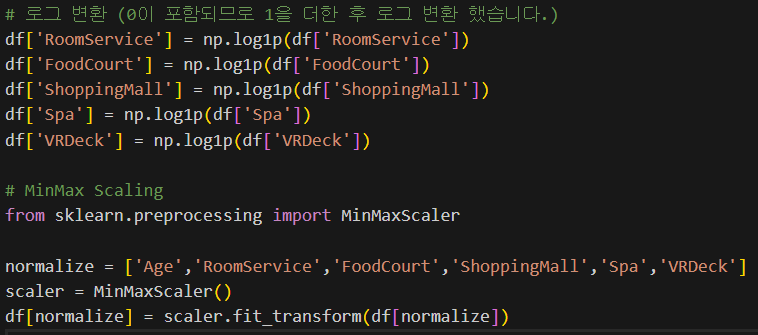 # 로그 변환 (0이 포함되므로 1을 더한 후 로그 변환 했습니다.)
df['RoomService'] = np.log1p(df['RoomService'])
df['FoodCourt'] = np.log1p(df['FoodCourt'])
df['ShoppingMall'] = np.log1p(df['ShoppingMall'])
df['Spa'] = np.log1p(df['Spa'])
df['VRDeck'] = np.log1p(df['VRDeck'])
# MinMax Scaling
from sklearn.preprocessing import MinMaxScaler
normalize = ['Age','RoomService','FoodCourt','ShoppingMall','Spa','VRDeck']
scaler = MinMaxScaler()
df[normalize] = scaler.fit_transform(df[normalize])